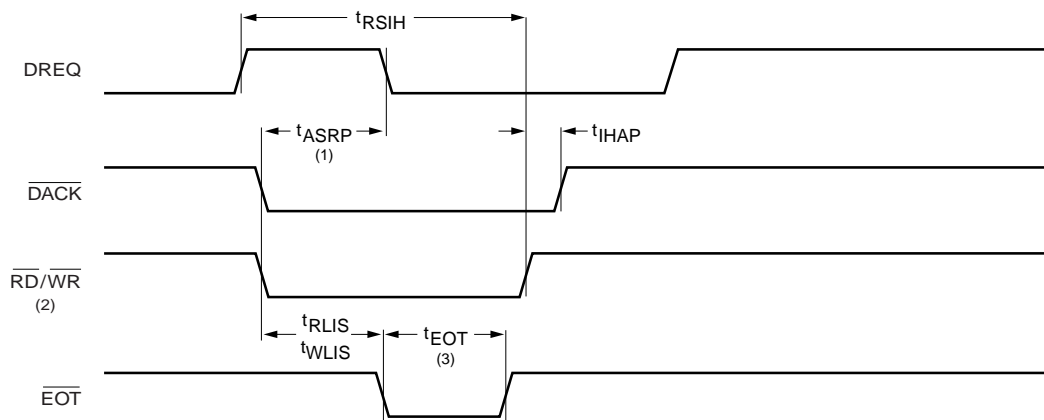 tRSIH
DREQ
tASRP
(1)
tIHAP
DACK
RD/WR
(2)
tRLIS
tWLIS
tEOT
(3)
EOT